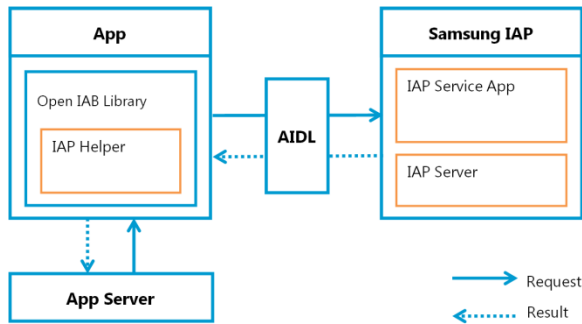 App
Open IAB Library
IAP Helper
AIDL
Samsung IAP
IAP Service App
IAP Server
App Server
Request
Result